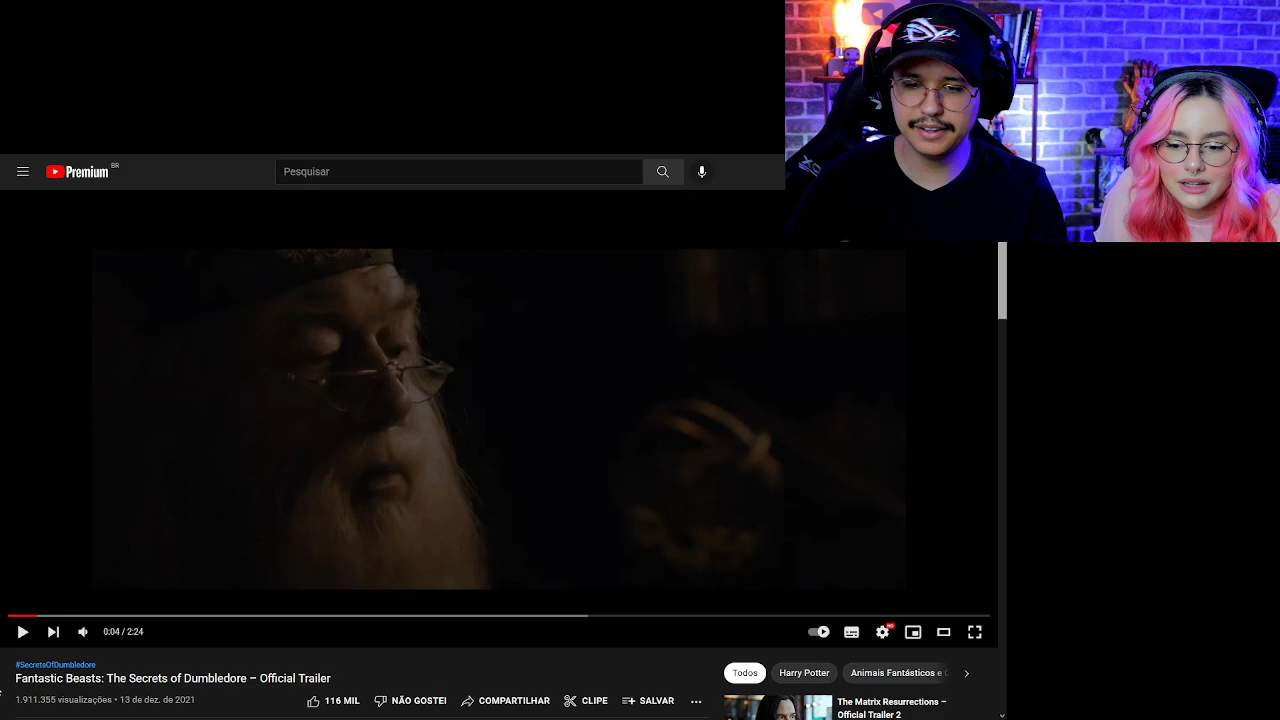 Premium BR
Pesquisar
0:04 / 2:24
HD
#SecretsOfDumbledore
Fantastic Beasts: The Secrets of Dumbledore – Official Trailer
1.911.355 visualizações • 13 de dez. de 2021
116 MIL
NÃO GOSTEI
COMPARTILHAR
CLIPE
SALVAR
Todos
Harry Potter
Animais Fantásticos e
The Matrix Resurrections –
Official Trailer 2